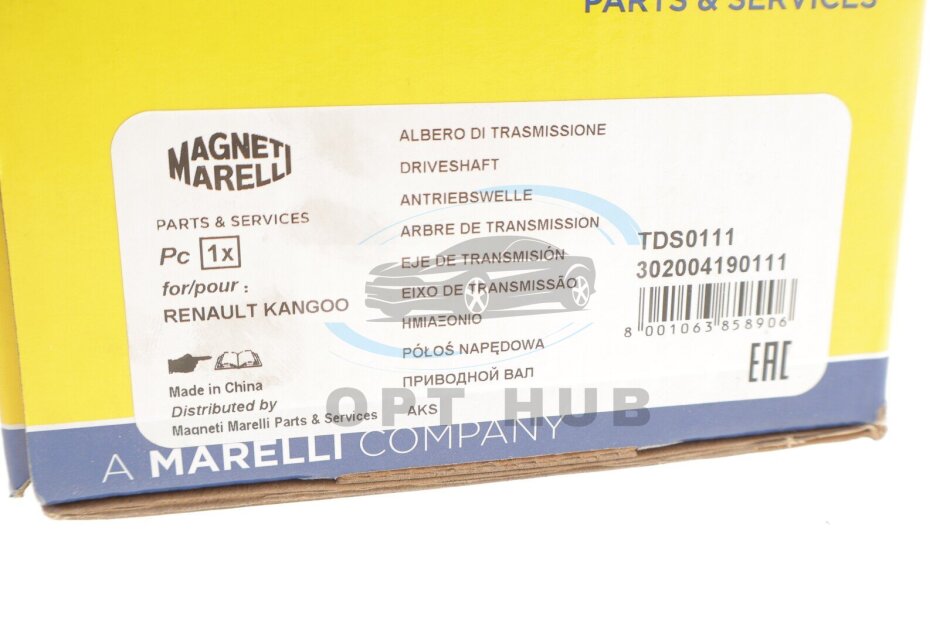 PARTS & SERVICES
MAGNETI
MARELLI
PARTS & SERVICES
Pc 1x
for/pour :
RENAULT KANGOO
Made in China
Distributed by
Magneti Marelli Parts & Services
ALBERO DI TRASMISSIONE
DRIVESHAFT
ANTRIEBSWELLE
ARBRE DE TRANSMISSION
EJE DE TRANSMISIÓN
EIXO DE TRANSMISSÃO
ΗΜΙΑΞΟΝΙΟ
PÓŁOŚ NAPĘDOWA
ПРИВОДНОЙ ВАЛ
AKS
TDS0111
302004190111
8 001063 858906
EAC
OPT HUB
A MARELLI COMPANY